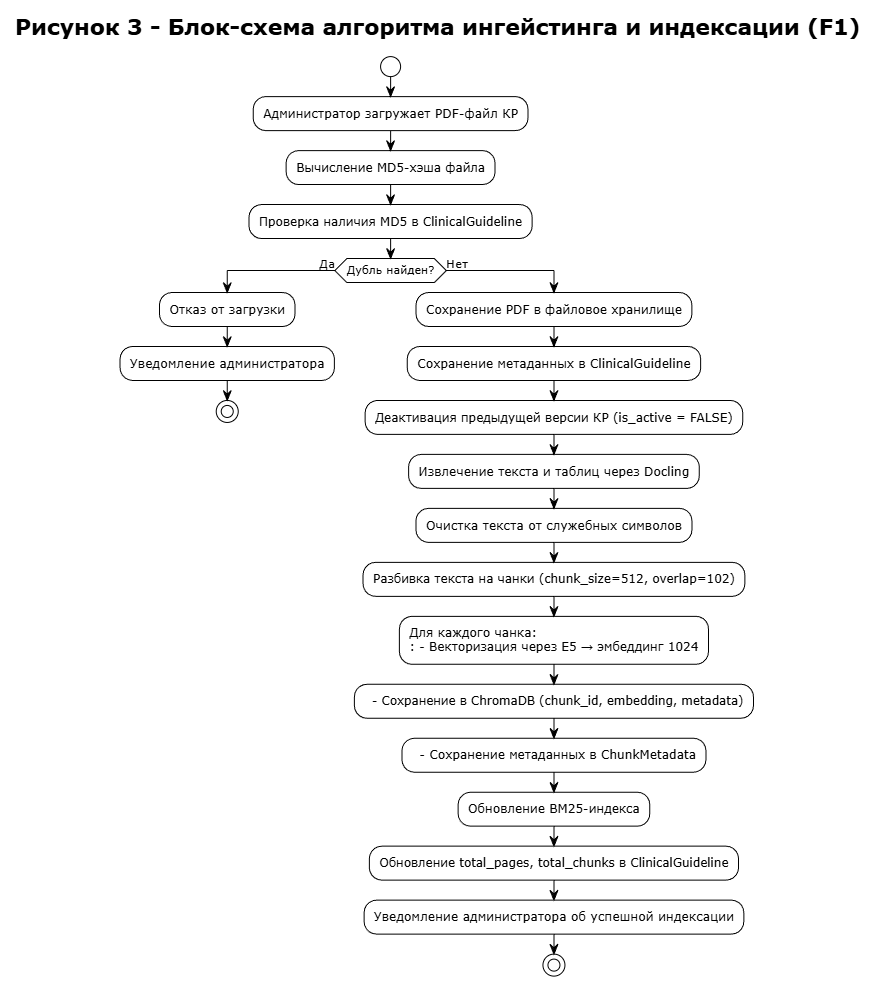 Рисунок 3 - Блок-схема алгоритма ингейстинга и индексации (F1)
Администратор загружает PDF-файл КР
Вычисление MD5-хэша файла
Проверка наличия MD5 в ClinicalGuideline
Дубль найден?
Да
Нет
Отказ от загрузки
Уведомление администратора
Сохранение PDF в файловое хранилище
Сохранение метаданных в ClinicalGuideline
Деактивация предыдущей версии КР (is_active = FALSE)
Извлечение текста и таблиц через Docling
Очистка текста от служебных символов
Разбивка текста на чанки (chunk_size=512, overlap=102)
Для каждого чанка:
: - Векторизация через E5 → эмбеддинг 1024
- Сохранение в ChromaDB (chunk_id, embedding, metadata)
- Сохранение метаданных в ChunkMetadata
Обновление BM25-индекса
Обновление total_pages, total_chunks в ClinicalGuideline
Уведомление администратора об успешной индексации